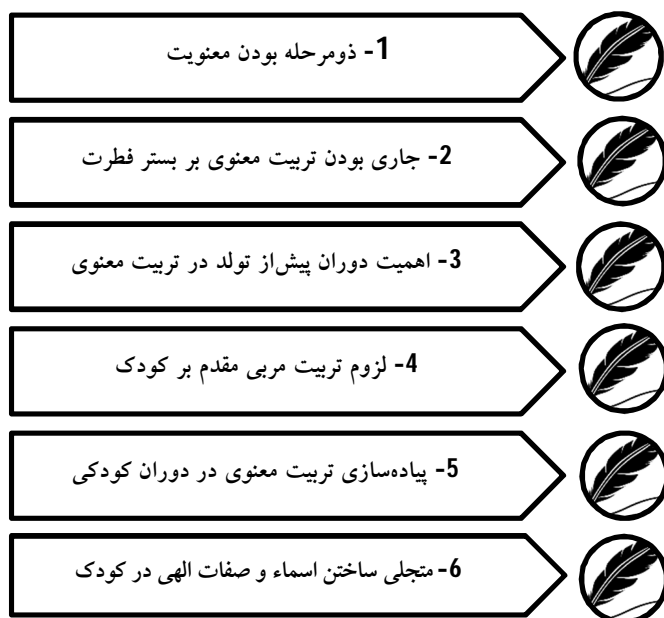 1- ذومرحله بودن معنویت
2- جاری بودن تربیت معنوی بر بستر فطرت
3- اهمیت دوران پیش‌از تولد در تربیت معنوی
4- لزوم تربیت مربی مقدم بر کودک
5- پیاده‌سازی تربیت معنوی در دوران کودکی
6- متجلی ساختن اسماء و صفات الهی در کودک